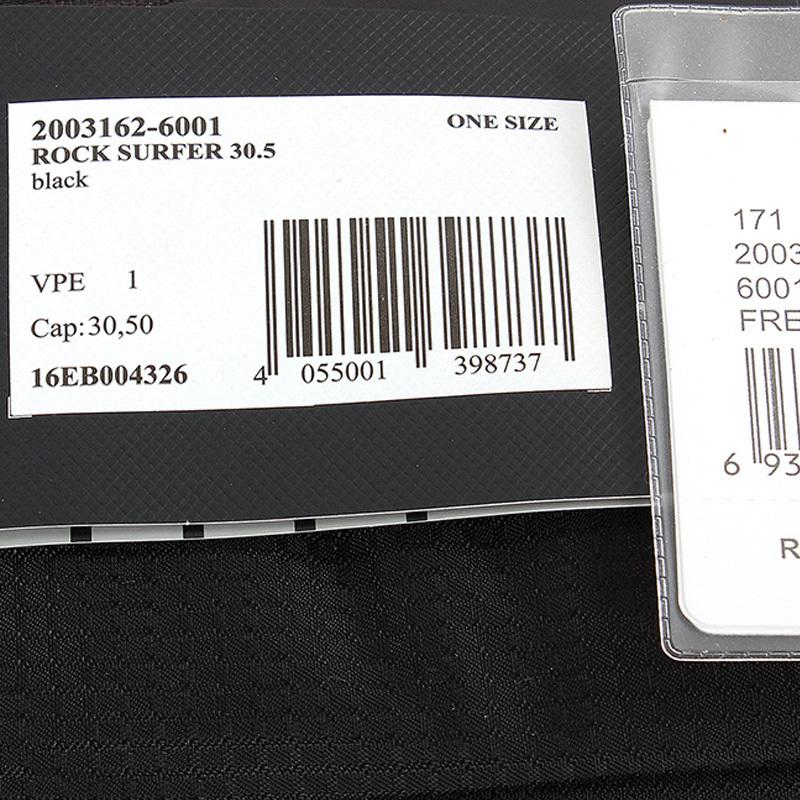 2003162-6001
ONE SIZE
ROCK SURFER 30.5
black
VPE 1
Cap:30,50
16EB004326
4 055001 398737
171
2003
6001
FRE
6 93
R